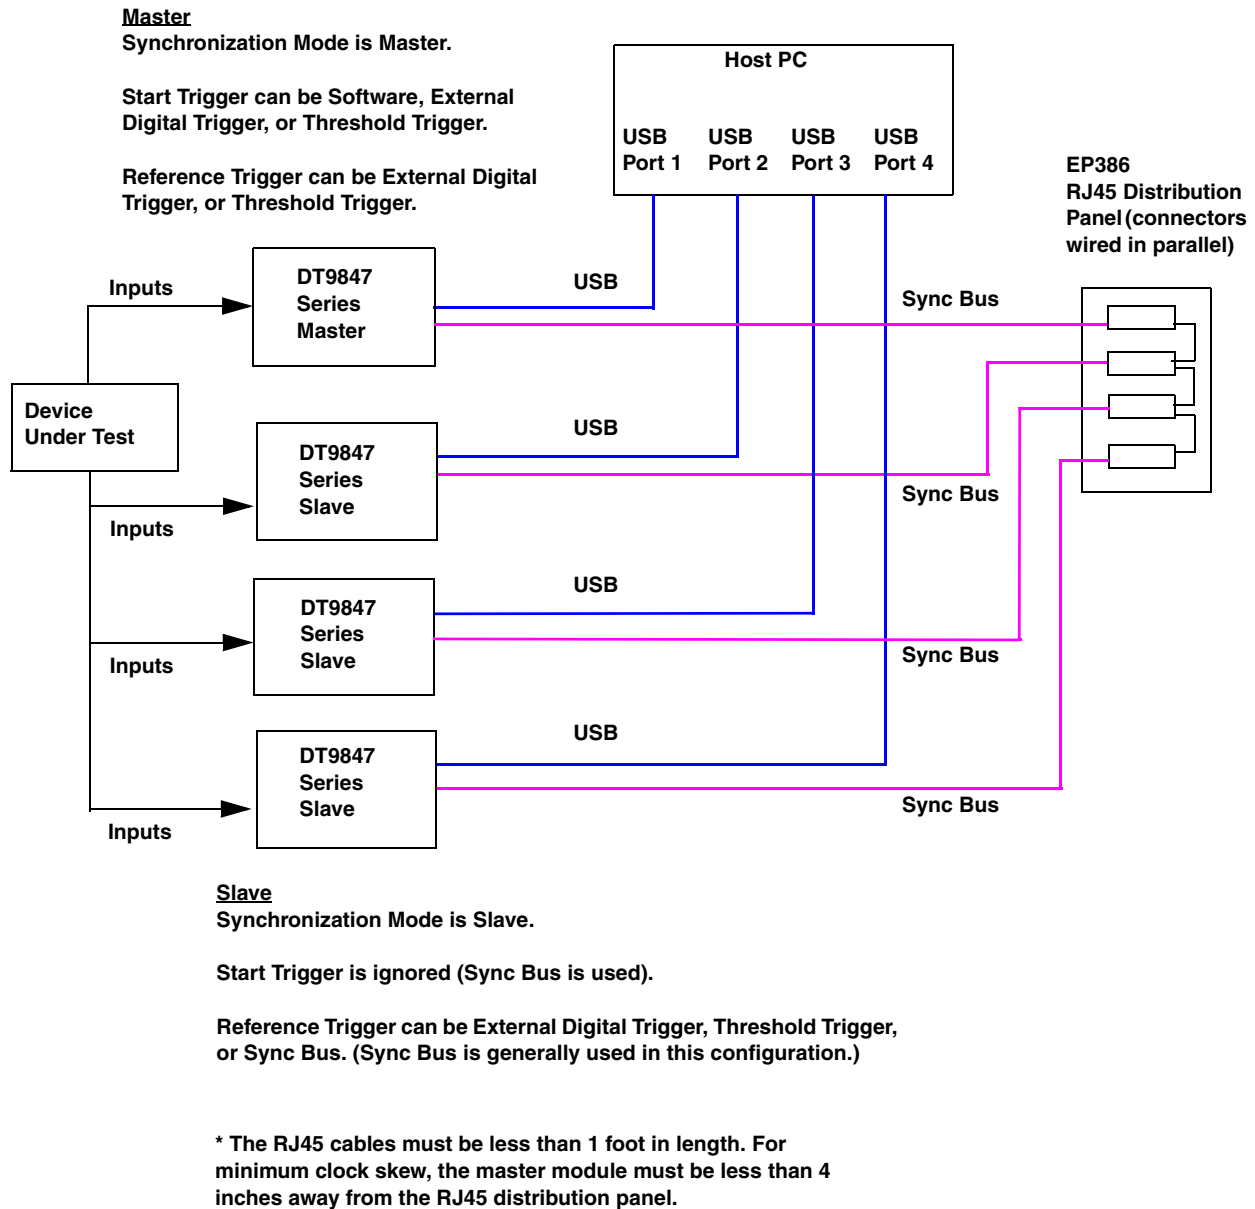 Master
Synchronization Mode is Master.
Start Trigger can be Software, External
Digital Trigger, or Threshold Trigger.
Reference Trigger can be External Digital
Trigger, or Threshold Trigger.
Host PC
USB
Port 1
USB
Port 2
USB
Port 3
USB
Port 4
EP386
RJ45 Distribution
Panel (connectors
wired in parallel)
Inputs
DT9847
Series
Master
USB
Sync Bus
Device
Under Test
Inputs
DT9847
Series
Slave
USB
Sync Bus
Inputs
DT9847
Series
Slave
USB
Sync Bus
Inputs
DT9847
Series
Slave
USB
Sync Bus
Slave
Synchronization Mode is Slave.
Start Trigger is ignored (Sync Bus is used).
Reference Trigger can be External Digital Trigger, Threshold Trigger,
or Sync Bus. (Sync Bus is generally used in this configuration.)
* The RJ45 cables must be less than 1 foot in length. For
minimum clock skew, the master module must be less than 4
inches away from the RJ45 distribution panel.